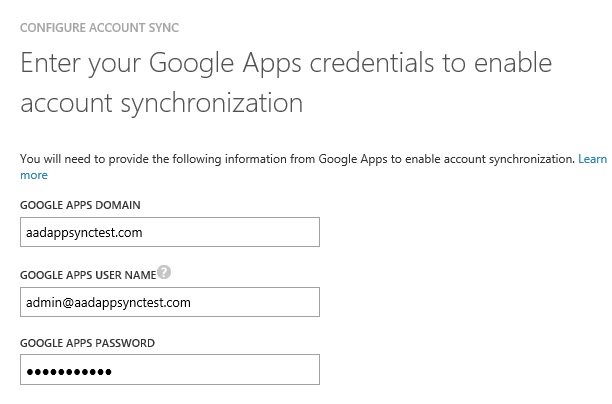 CONFIGURE ACCOUNT SYNC
Enter your Google Apps credentials to enable
account synchronization
You will need to provide the following information from Google Apps to enable account synchronization. Learn
more
GOOGLE APPS DOMAIN
aadappsynctest.com
GOOGLE APPS USER NAME?
admin@aadappsynctest.com
GOOGLE APPS PASSWORD
●●●●●●●●●●●